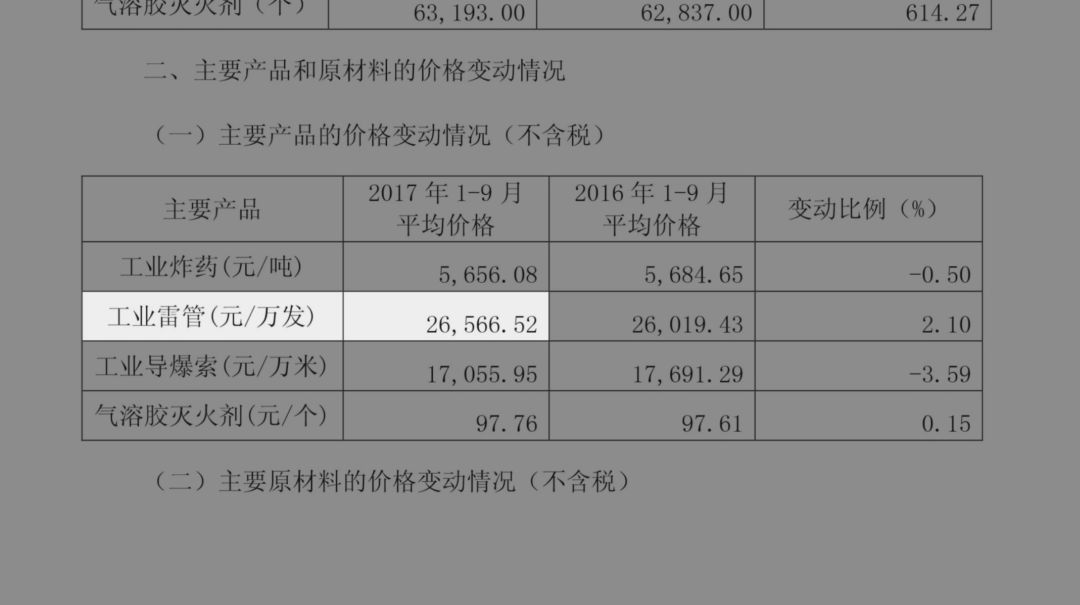 气溶胶灭火剂（个） 63,193.00 62,837.00 614.27
二、主要产品和原材料的价格变动情况
（一）主要产品的价格变动情况（不含税）
主要产品 2017 年 1-9 月 平均价格 2016 年 1-9 月 平均价格 变动比例（%）
工业炸药(元/吨) 5,656.08 5,684.65 -0.50
工业雷管(元/万发) 26,566.52 26,019.43 2.10
工业导爆索(元/万米) 17,055.95 17,691.29 -3.59
气溶胶灭火剂(元/个) 97.76 97.61 0.15
（二）主要原材料的价格变动情况（不含税）